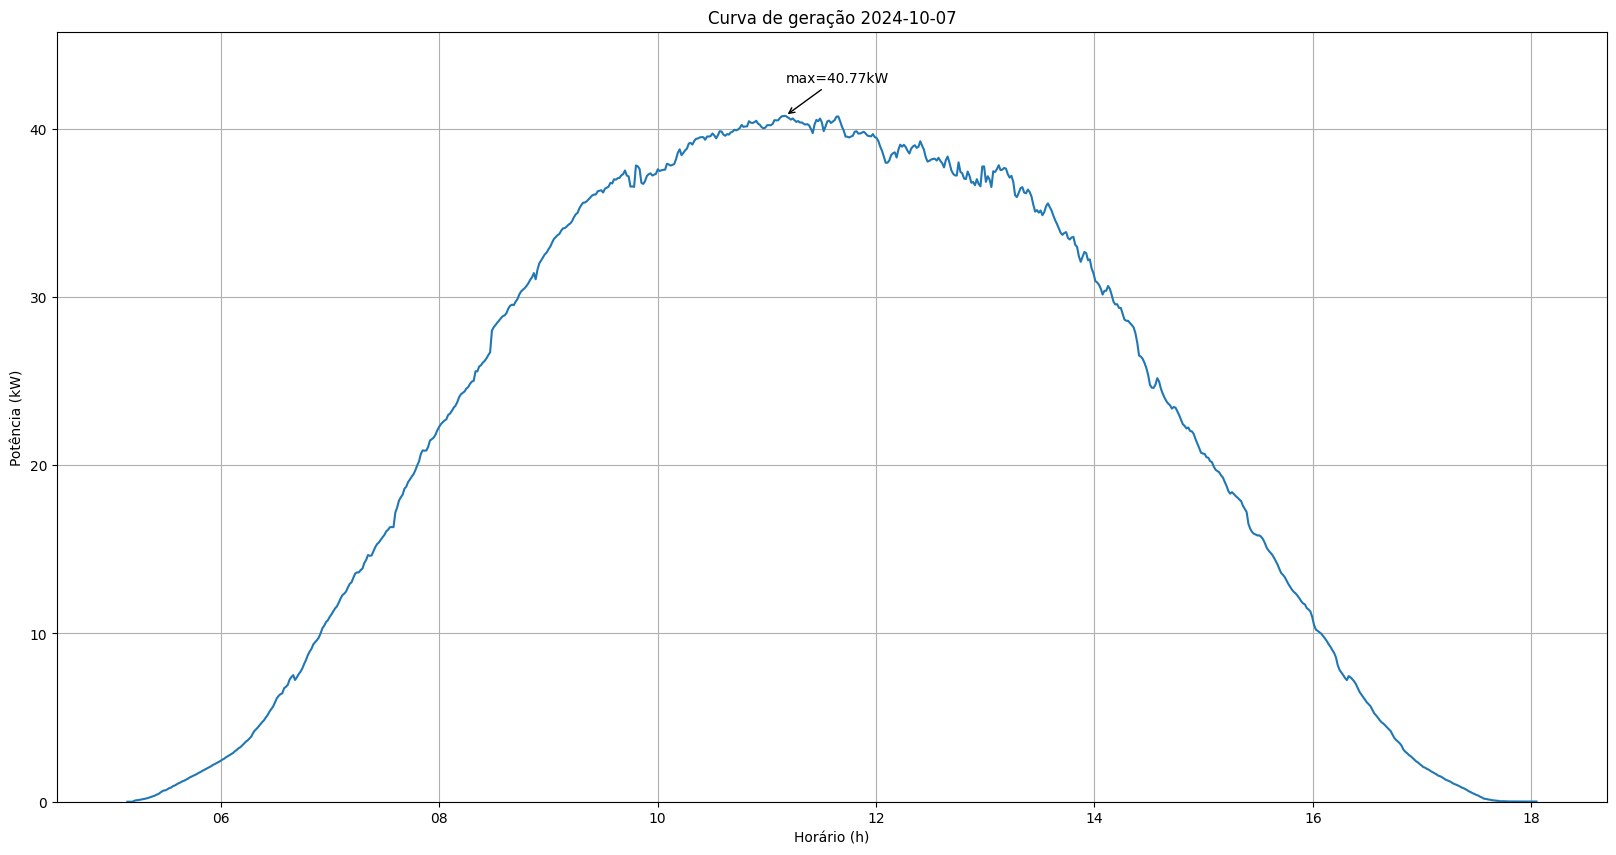 Curva de geração 2024-10-07
max=40.77kW
40
30
20
10
0
Potência (kW)
06 08 10 12 14 16 18
Horário (h)